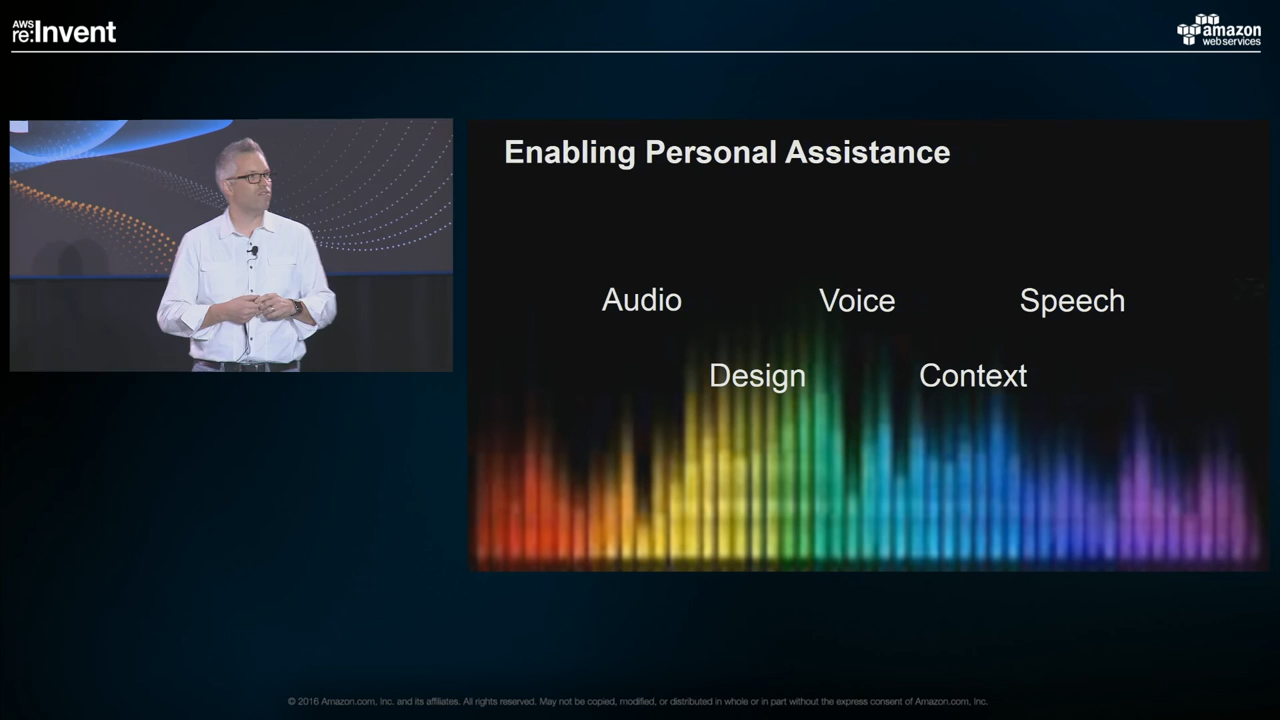 AWS
re:Invent
amazon
web services
Enabling Personal Assistance
Audio Voice Speech
Design Context
© 2016 Amazon.com, Inc. and its affiliates. All rights reserved. May not be copied, modified, or distributed in whole or in part without the express consent of Amazon.com, Inc.